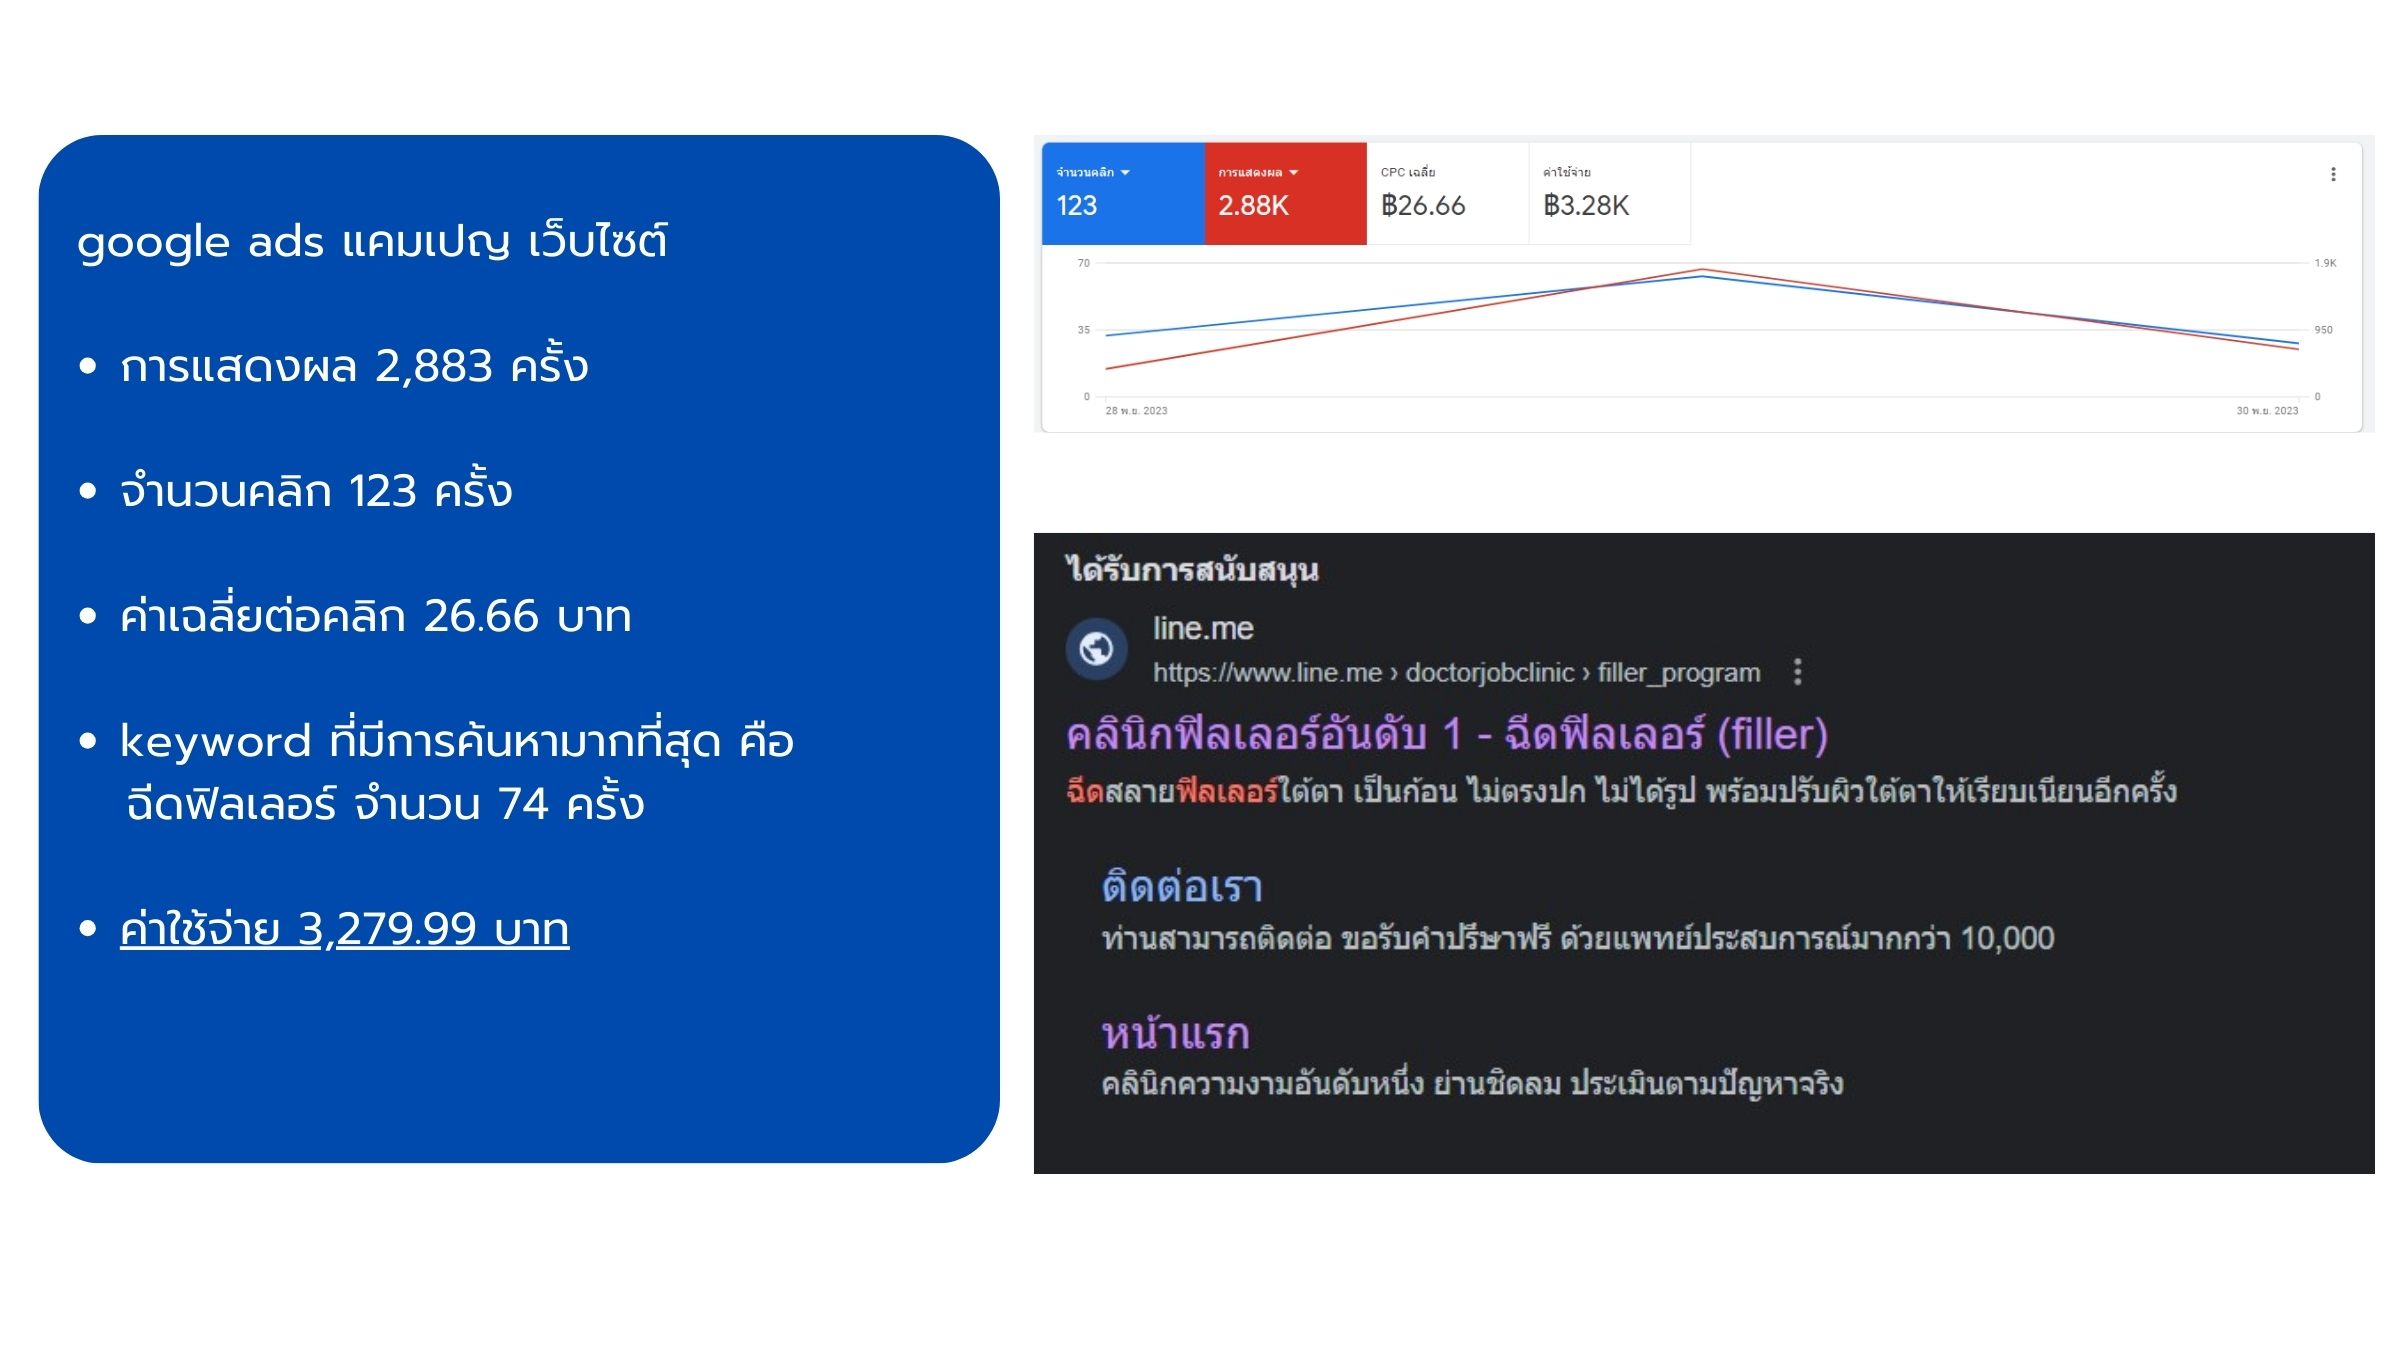 google ads แคมเปญ เว็บไซต์
• การแสดงผล 2,883 ครั้ง
• จำนวนคลิก 123 ครั้ง
• ค่าเฉลี่ยต่อคลิก 26.66 บาท
• keyword ที่มีการค้นหามากที่สุด คือ
ฉีดฟิลเลอร์ จำนวน 74 ครั้ง
• ค่าใช้จ่าย 3,279.99 บาท
จำนวนคลิก การแสดงผล CPC เฉลี่ย ค่าใช้จ่าย
123 2.88K ฿26.66 ฿3.28K
70 1.9K
35 950
0 0
28 พ.ย. 2023 30 พ.ย. 2023
ได้รับการสนับสนุน
line.me
https://www.line.me › doctorjobclinic › filler_program
คลินิกฟิลเลอร์อันดับ 1 - ฉีดฟิลเลอร์ (filler)
ฉีดสลายฟิลเลอร์ใต้ตา เป็นก้อน ไม่ตรงปก ไม่ได้รูป พร้อมปรับผิวใต้ตาให้เรียบเนียนอีกครั้ง
ติดต่อเรา
ท่านสามารถติดต่อ ขอรับคำปรึษาฟรี ด้วยแพทย์ประสบการณ์มากกว่า 10,000
หน้าแรก
คลินิกความงามอันดับหนึ่ง ย่านชิดลม ประเมินตามปัญหาจริง